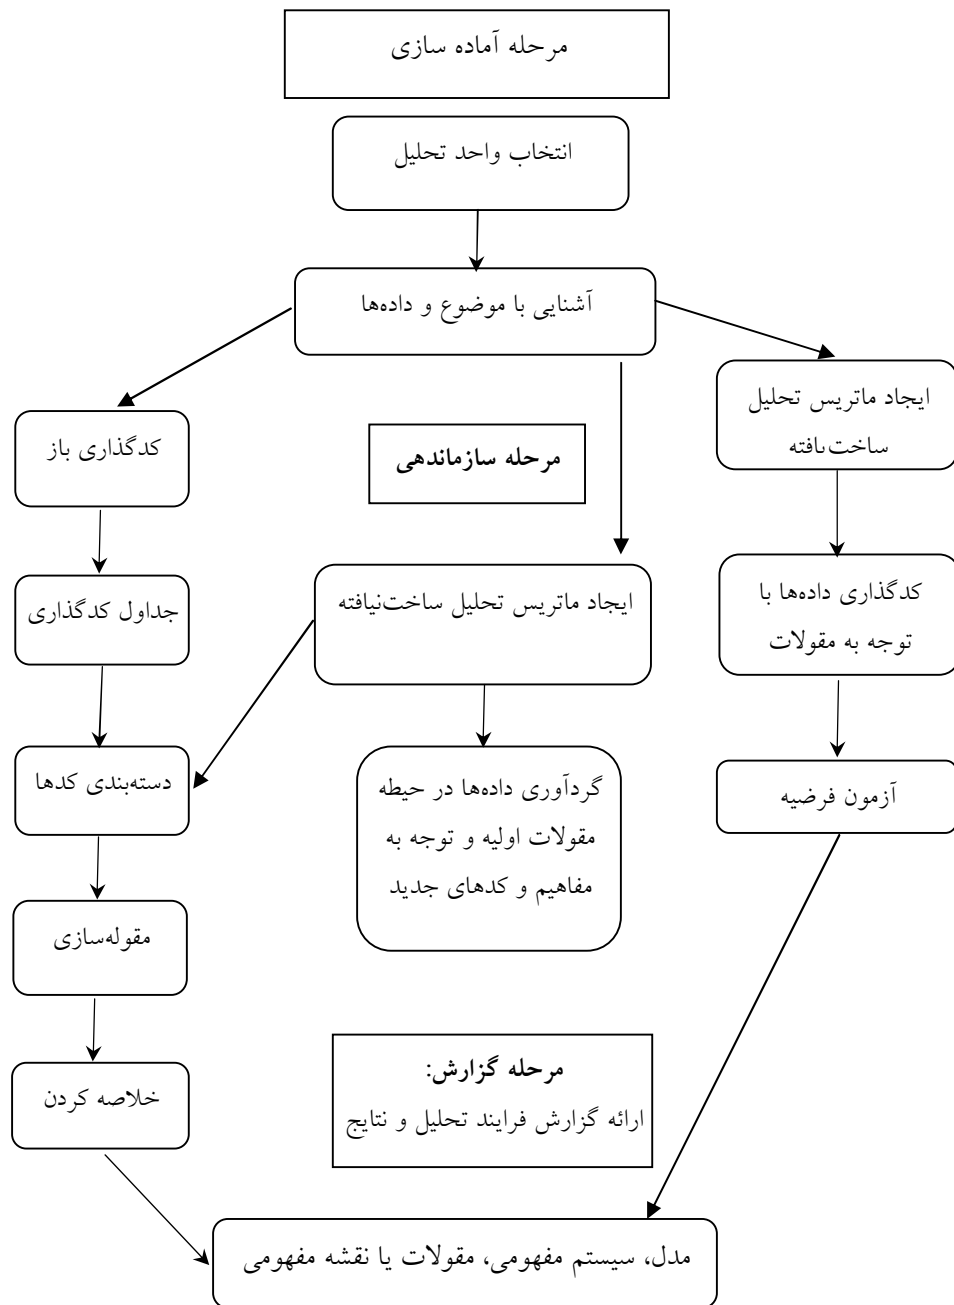 مرحله آماده سازی
انتخاب واحد تحلیل
آشنایی با موضوع و داده‌ها
ایجاد ماتریس تحلیل
ساخت‌یافته
کدگذاری باز
مرحله سازماندهی
کدگذاری داده‌ها با
توجه به مقولات
ایجاد ماتریس تحلیل ساخت‌نیافته
جداول کدگذاری
آزمون فرضیه
گردآوری داده‌ها در حیطه
مقولات اولیه و توجه به
مفاهیم و کدهای جدید
دسته‌بندی کدها
مقوله‌سازی
مرحله گزارش:
ارائه گزارش فرایند تحلیل و نتایج
خلاصه کردن
مدل، سیستم مفهومی، مقولات یا نقشه مفهومی